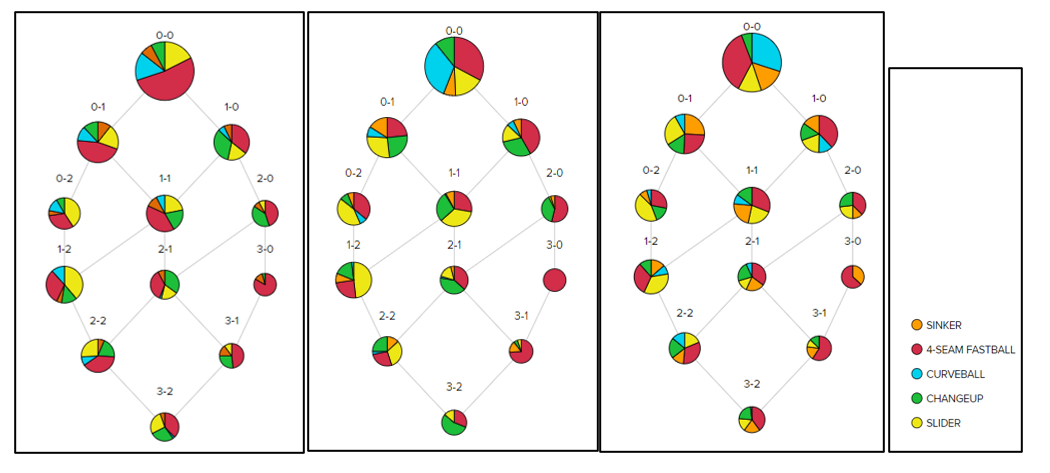 0-0
0-1 1-0
0-2 1-1 2-0
1-2 2-1 3-0
2-2 3-1
3-2
0-0
0-1 1-0
0-2 1-1 2-0
1-2 2-1 3-0
2-2 3-1
3-2
0-0
0-1 1-0
0-2 1-1 2-0
1-2 2-1 3-0
2-2 3-1
3-2
SINKER
4-SEAM FASTBALL
CURVEBALL
CHANGEUP
SLIDER